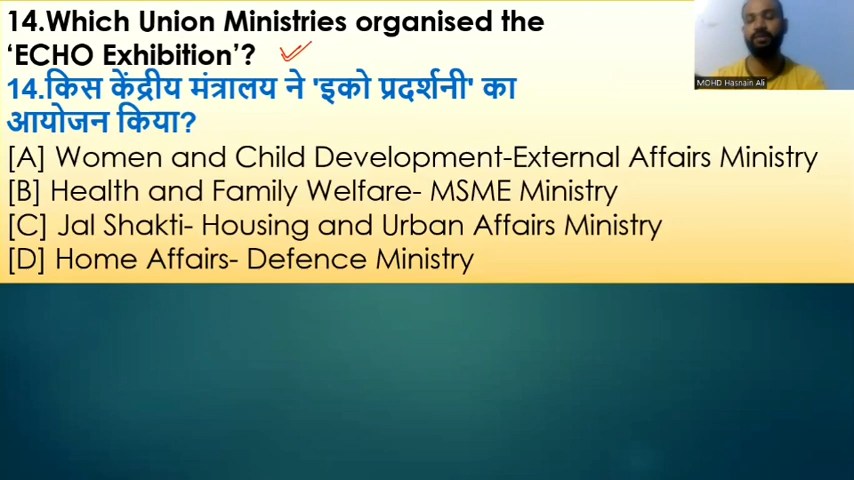 14.Which Union Ministries organised the
‘ECHO Exhibition’?
14.किस केंद्रीय मंत्रालय ने 'इको प्रदर्शनी' का
आयोजन किया?
[A] Women and Child Development-External Affairs Ministry
[B] Health and Family Welfare- MSME Ministry
[C] Jal Shakti- Housing and Urban Affairs Ministry
[D] Home Affairs- Defence Ministry
MOHD Hasnain Ali